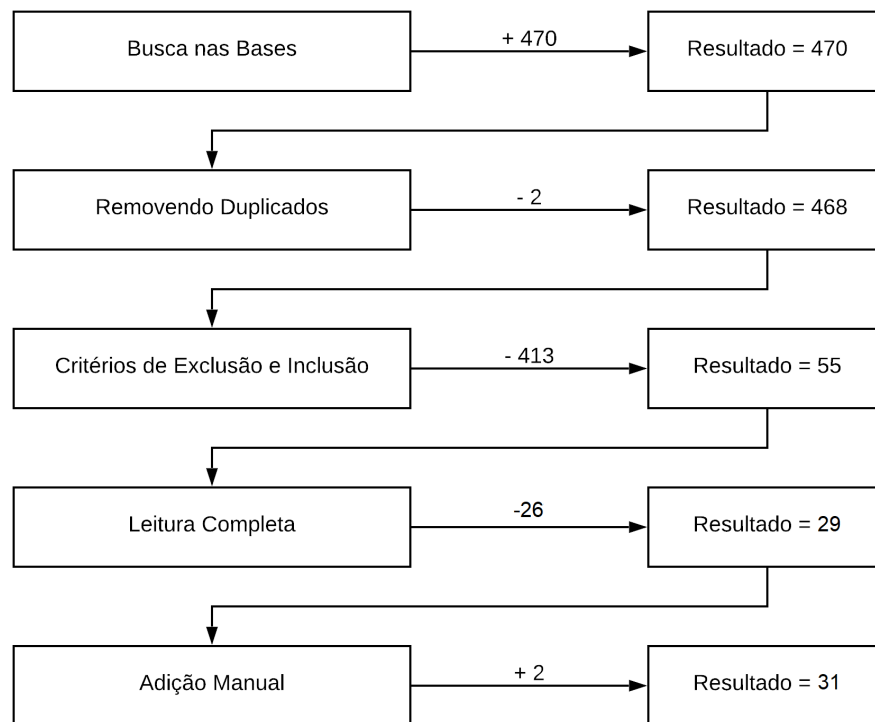 Busca nas Bases
+ 470
Resultado = 470
Removendo Duplicados
- 2
Resultado = 468
Critérios de Exclusão e Inclusão
- 413
Resultado = 55
Leitura Completa
-26
Resultado = 29
Adição Manual
+ 2
Resultado = 31